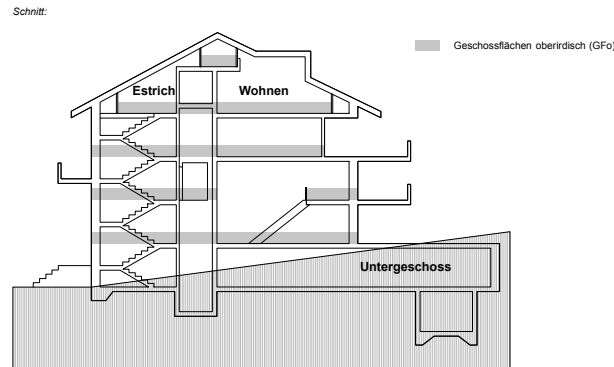 Schnitt:
Geschossflächen oberirdisch (GFo)
Estrich
Wohnen
Untergeschoss